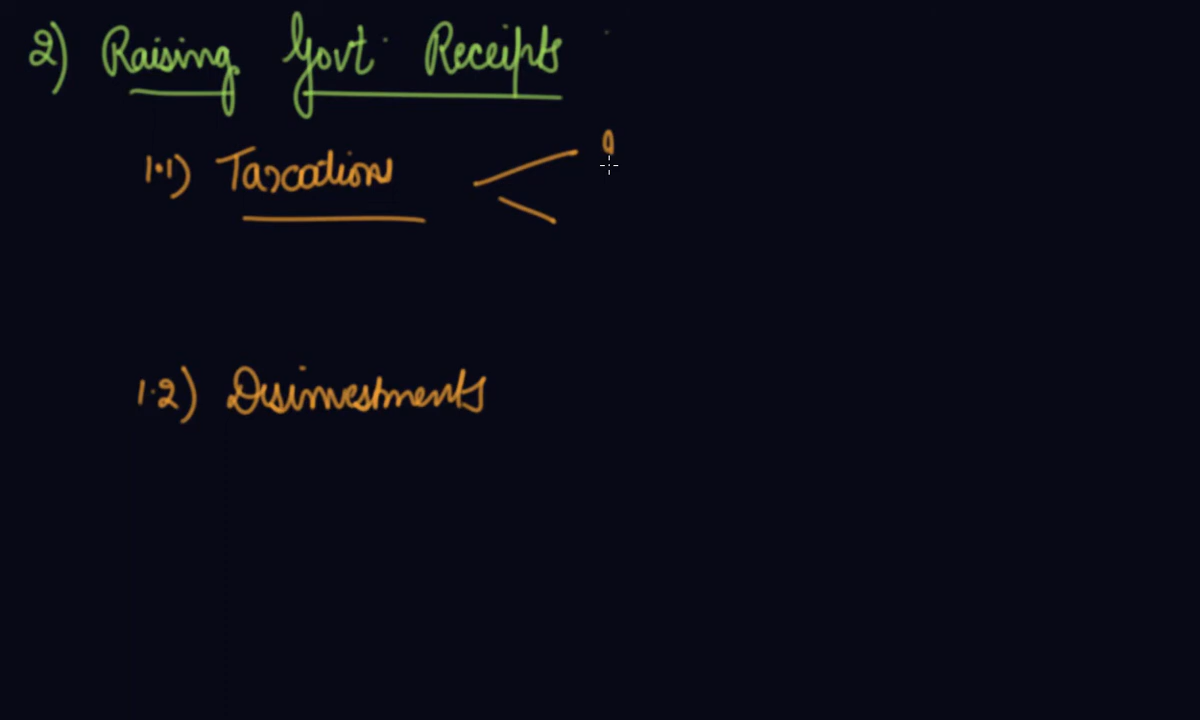 2) Raising Govt. Receipts
1.1) Taxation
1.2) Disinvestments